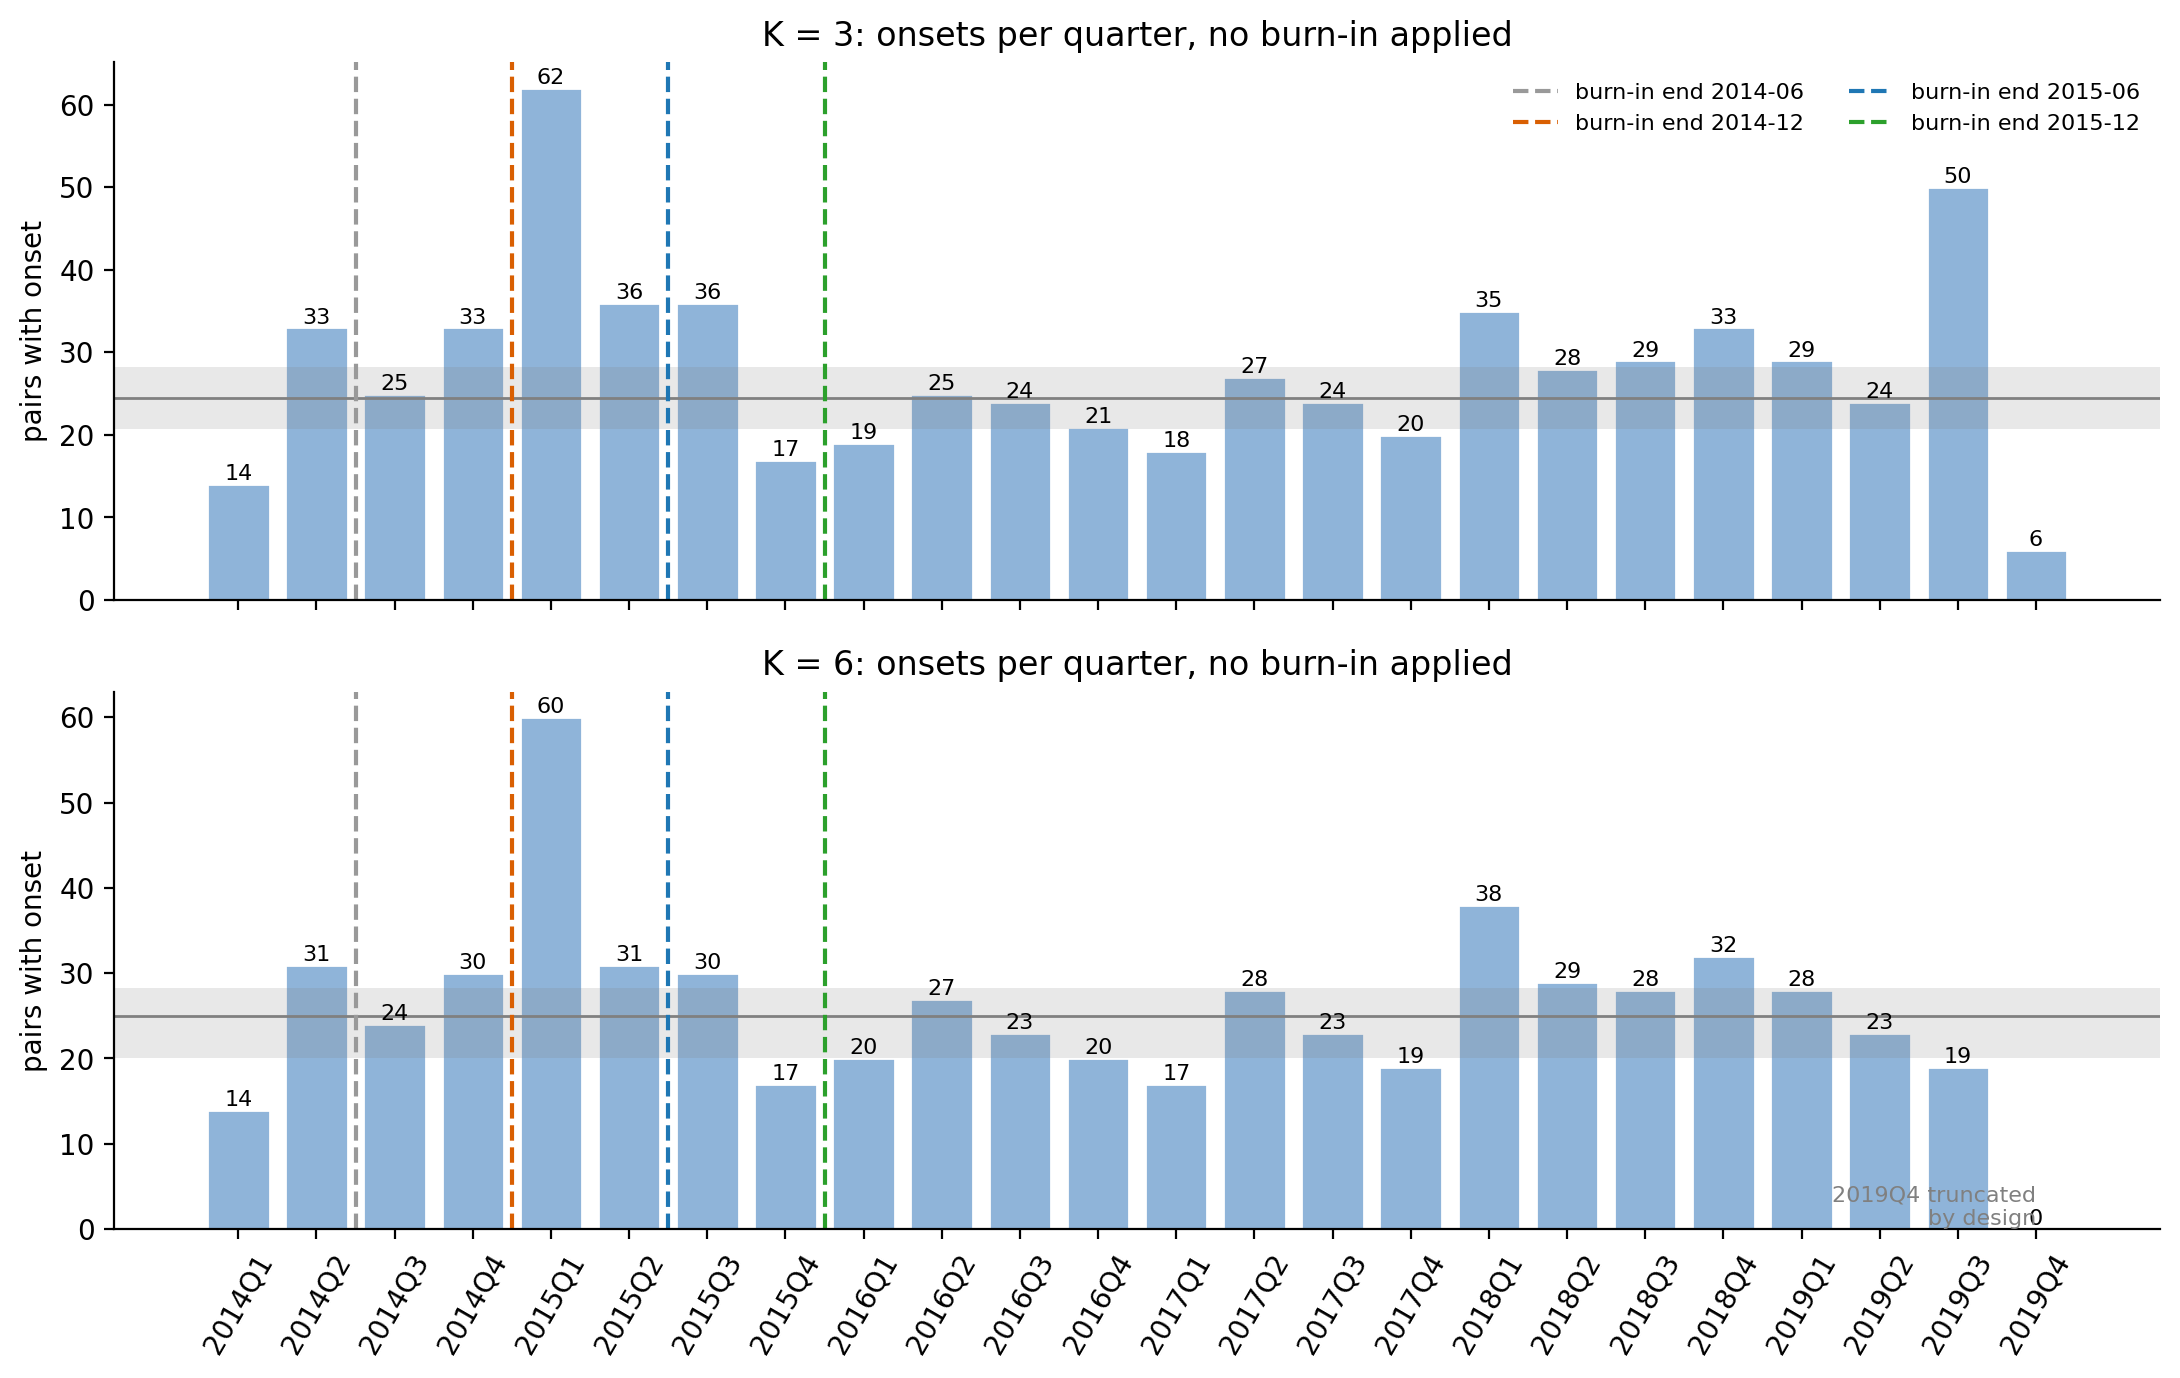 K = 3: onsets per quarter, no burn-in applied
burn-in end 2014-06
burn-in end 2014-12
burn-in end 2015-06
burn-in end 2015-12
pairs with onset
60
50
40
30
20
10
0
14
33
25
33
62
36
36
17
19
25
24
21
18
27
24
20
35
28
29
33
29
24
50
6
K = 6: onsets per quarter, no burn-in applied
pairs with onset
60
50
40
30
20
10
0
14
31
24
30
60
31
30
17
20
27
23
20
17
28
23
19
38
29
28
32
28
23
19
0
2019Q4 truncated
by design
2014Q1
2014Q2
2014Q3
2014Q4
2015Q1
2015Q2
2015Q3
2015Q4
2016Q1
2016Q2
2016Q3
2016Q4
2017Q1
2017Q2
2017Q3
2017Q4
2018Q1
2018Q2
2018Q3
2018Q4
2019Q1
2019Q2
2019Q3
2019Q4